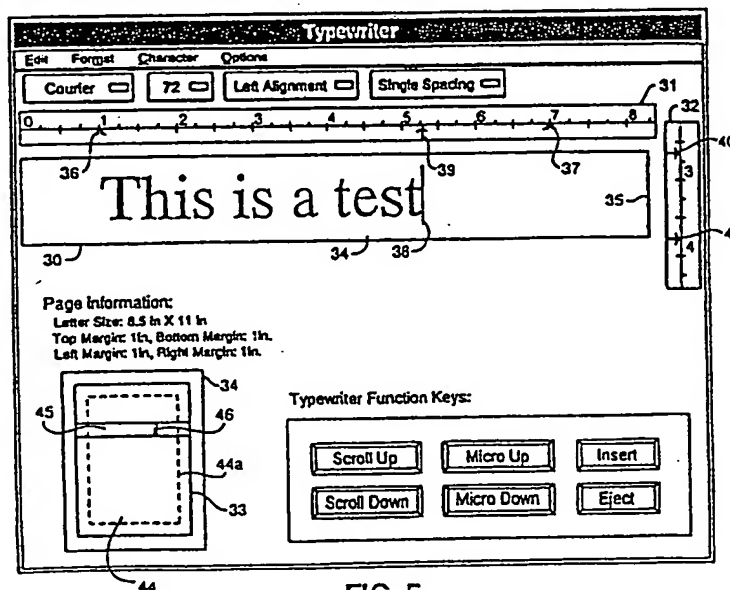 Typewriter
Edit Format Character Options
Courier 72 Left Alignment Single Spacing
31
32
0 1 2 3 4 5 6 7 8
36 39 37
40
3
This is a test
35
4
30 34 38
Page Information:
Letter Size: 8.5 in X 11 in
Top Margin: 1in, Bottom Margin: 1in.
Left Margin: 1in, Right Margin: 1in.
34
Typewriter Function Keys:
45 46
Scroll Up Micro Up Insert
44a
Scroll Down Micro Down Eject
33
44